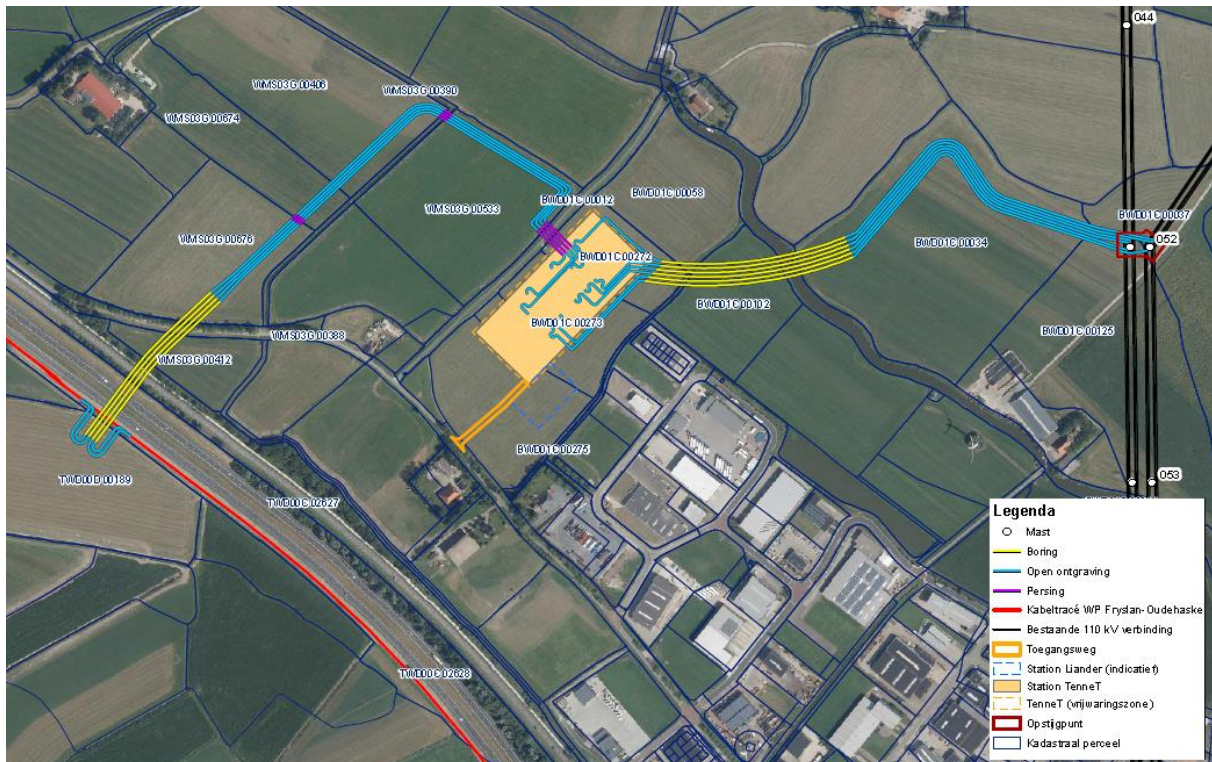 044
WMS03G 00406
WMS03G 00390
WMS03G 00674
BWD01C 00058
BWD01C 00012
WMS03G 00533
BWD01C 00037
WMS03G 00676
BWD01C 00034
052
BWD01C 00272
BWD01C 00102
BWD01C 00273
BWD01C 00125
WMS03G 00388
WMS03G 00412
BWD01C 00275
TWD00D 00189
053
TWD00C 02627
TWD00C 02628
Legenda
Mast
Boring
Open ontgraving
Persing
Kabeltracé WP Fryslan-Oudehaske
Bestaande 110 kV verbinding
Toegangsweg
Station Liander (indicatief)
Station TenneT
TenneT (vrijwaringszone)
Opstijgpunt
Kadastraal perceel